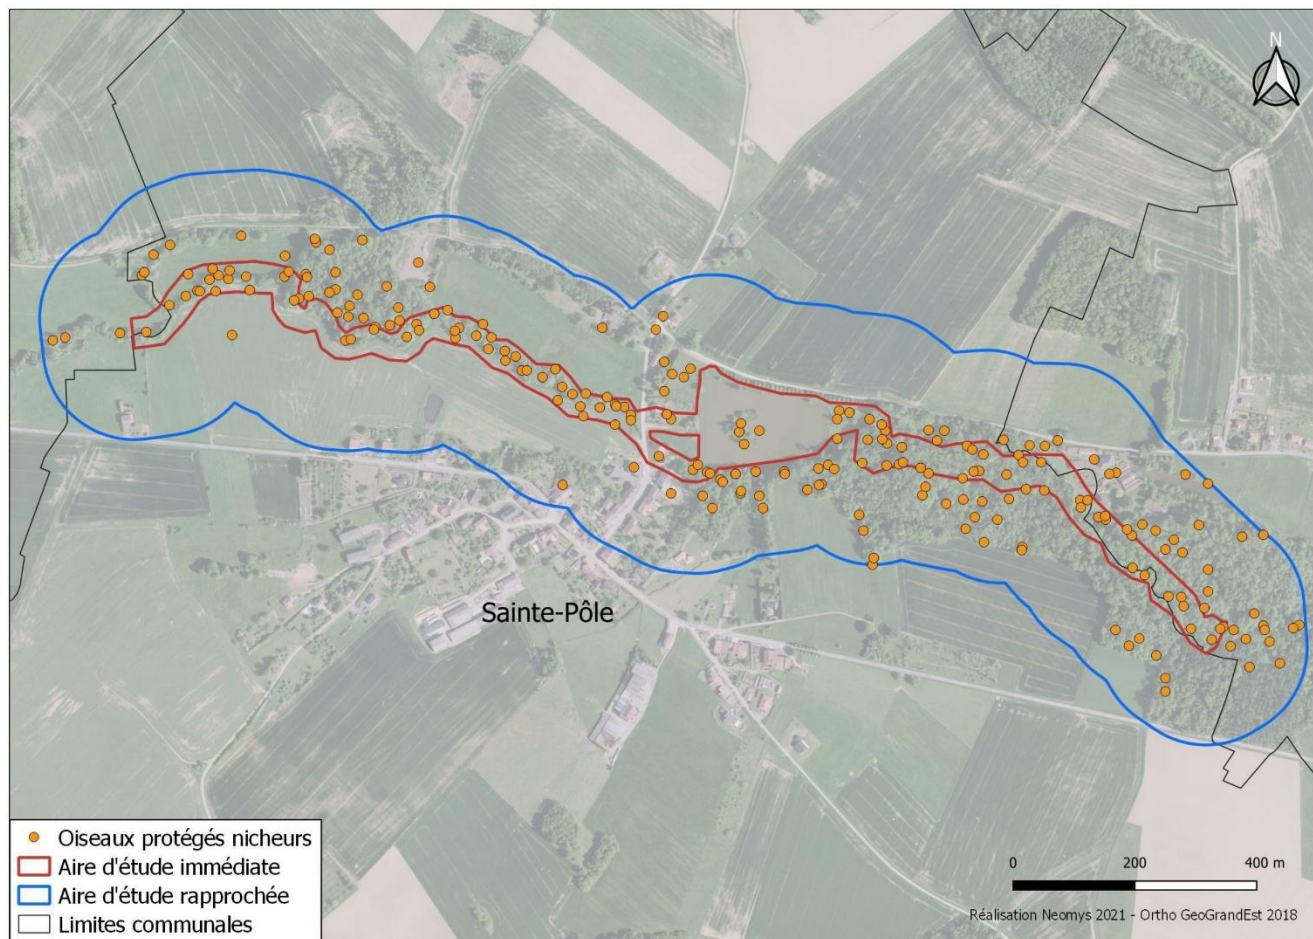 N
Sainte-Pôle
Oiseaux protégés nicheurs
Aire d'étude immédiate
Aire d'étude rapprochée
Limites communales
0 200 400 m
Réalisation Neomys 2021 - Ortho GeoGrandEst 2018